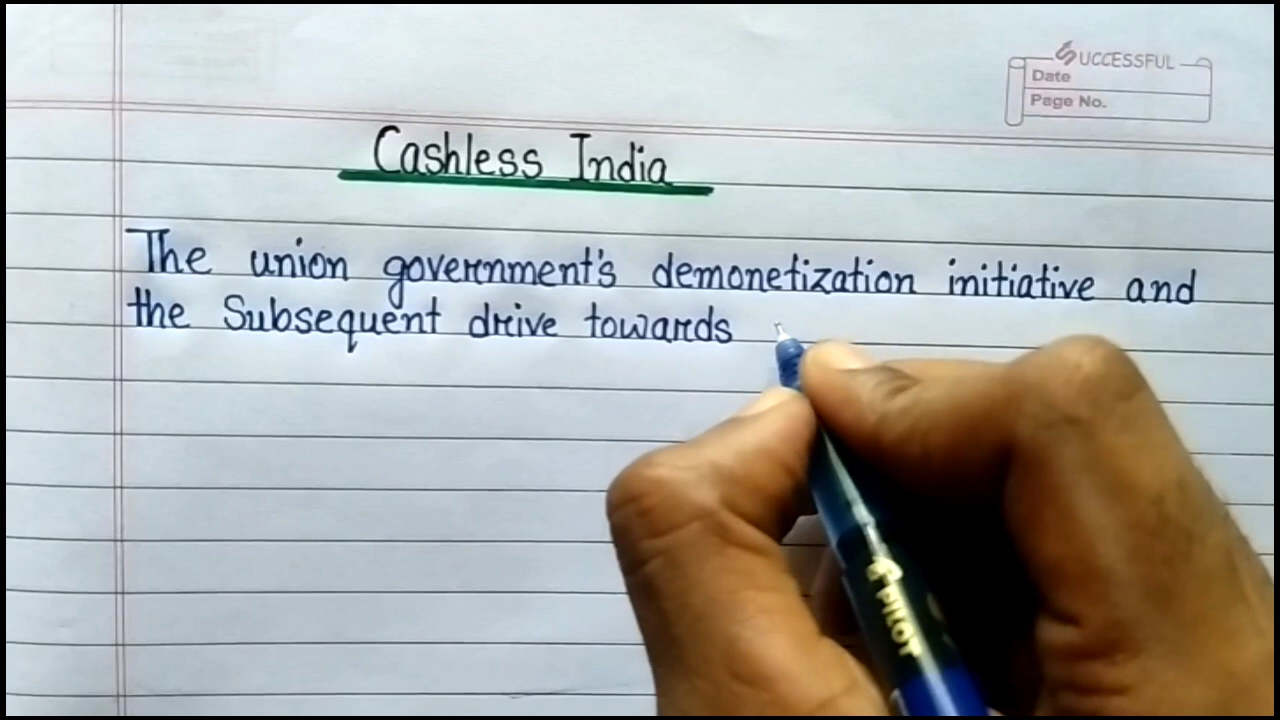 SUCCESSFUL
Date
Page No.
Cashless India
The union government's demonetization initiative and
the Subsequent drive towards
PILOT